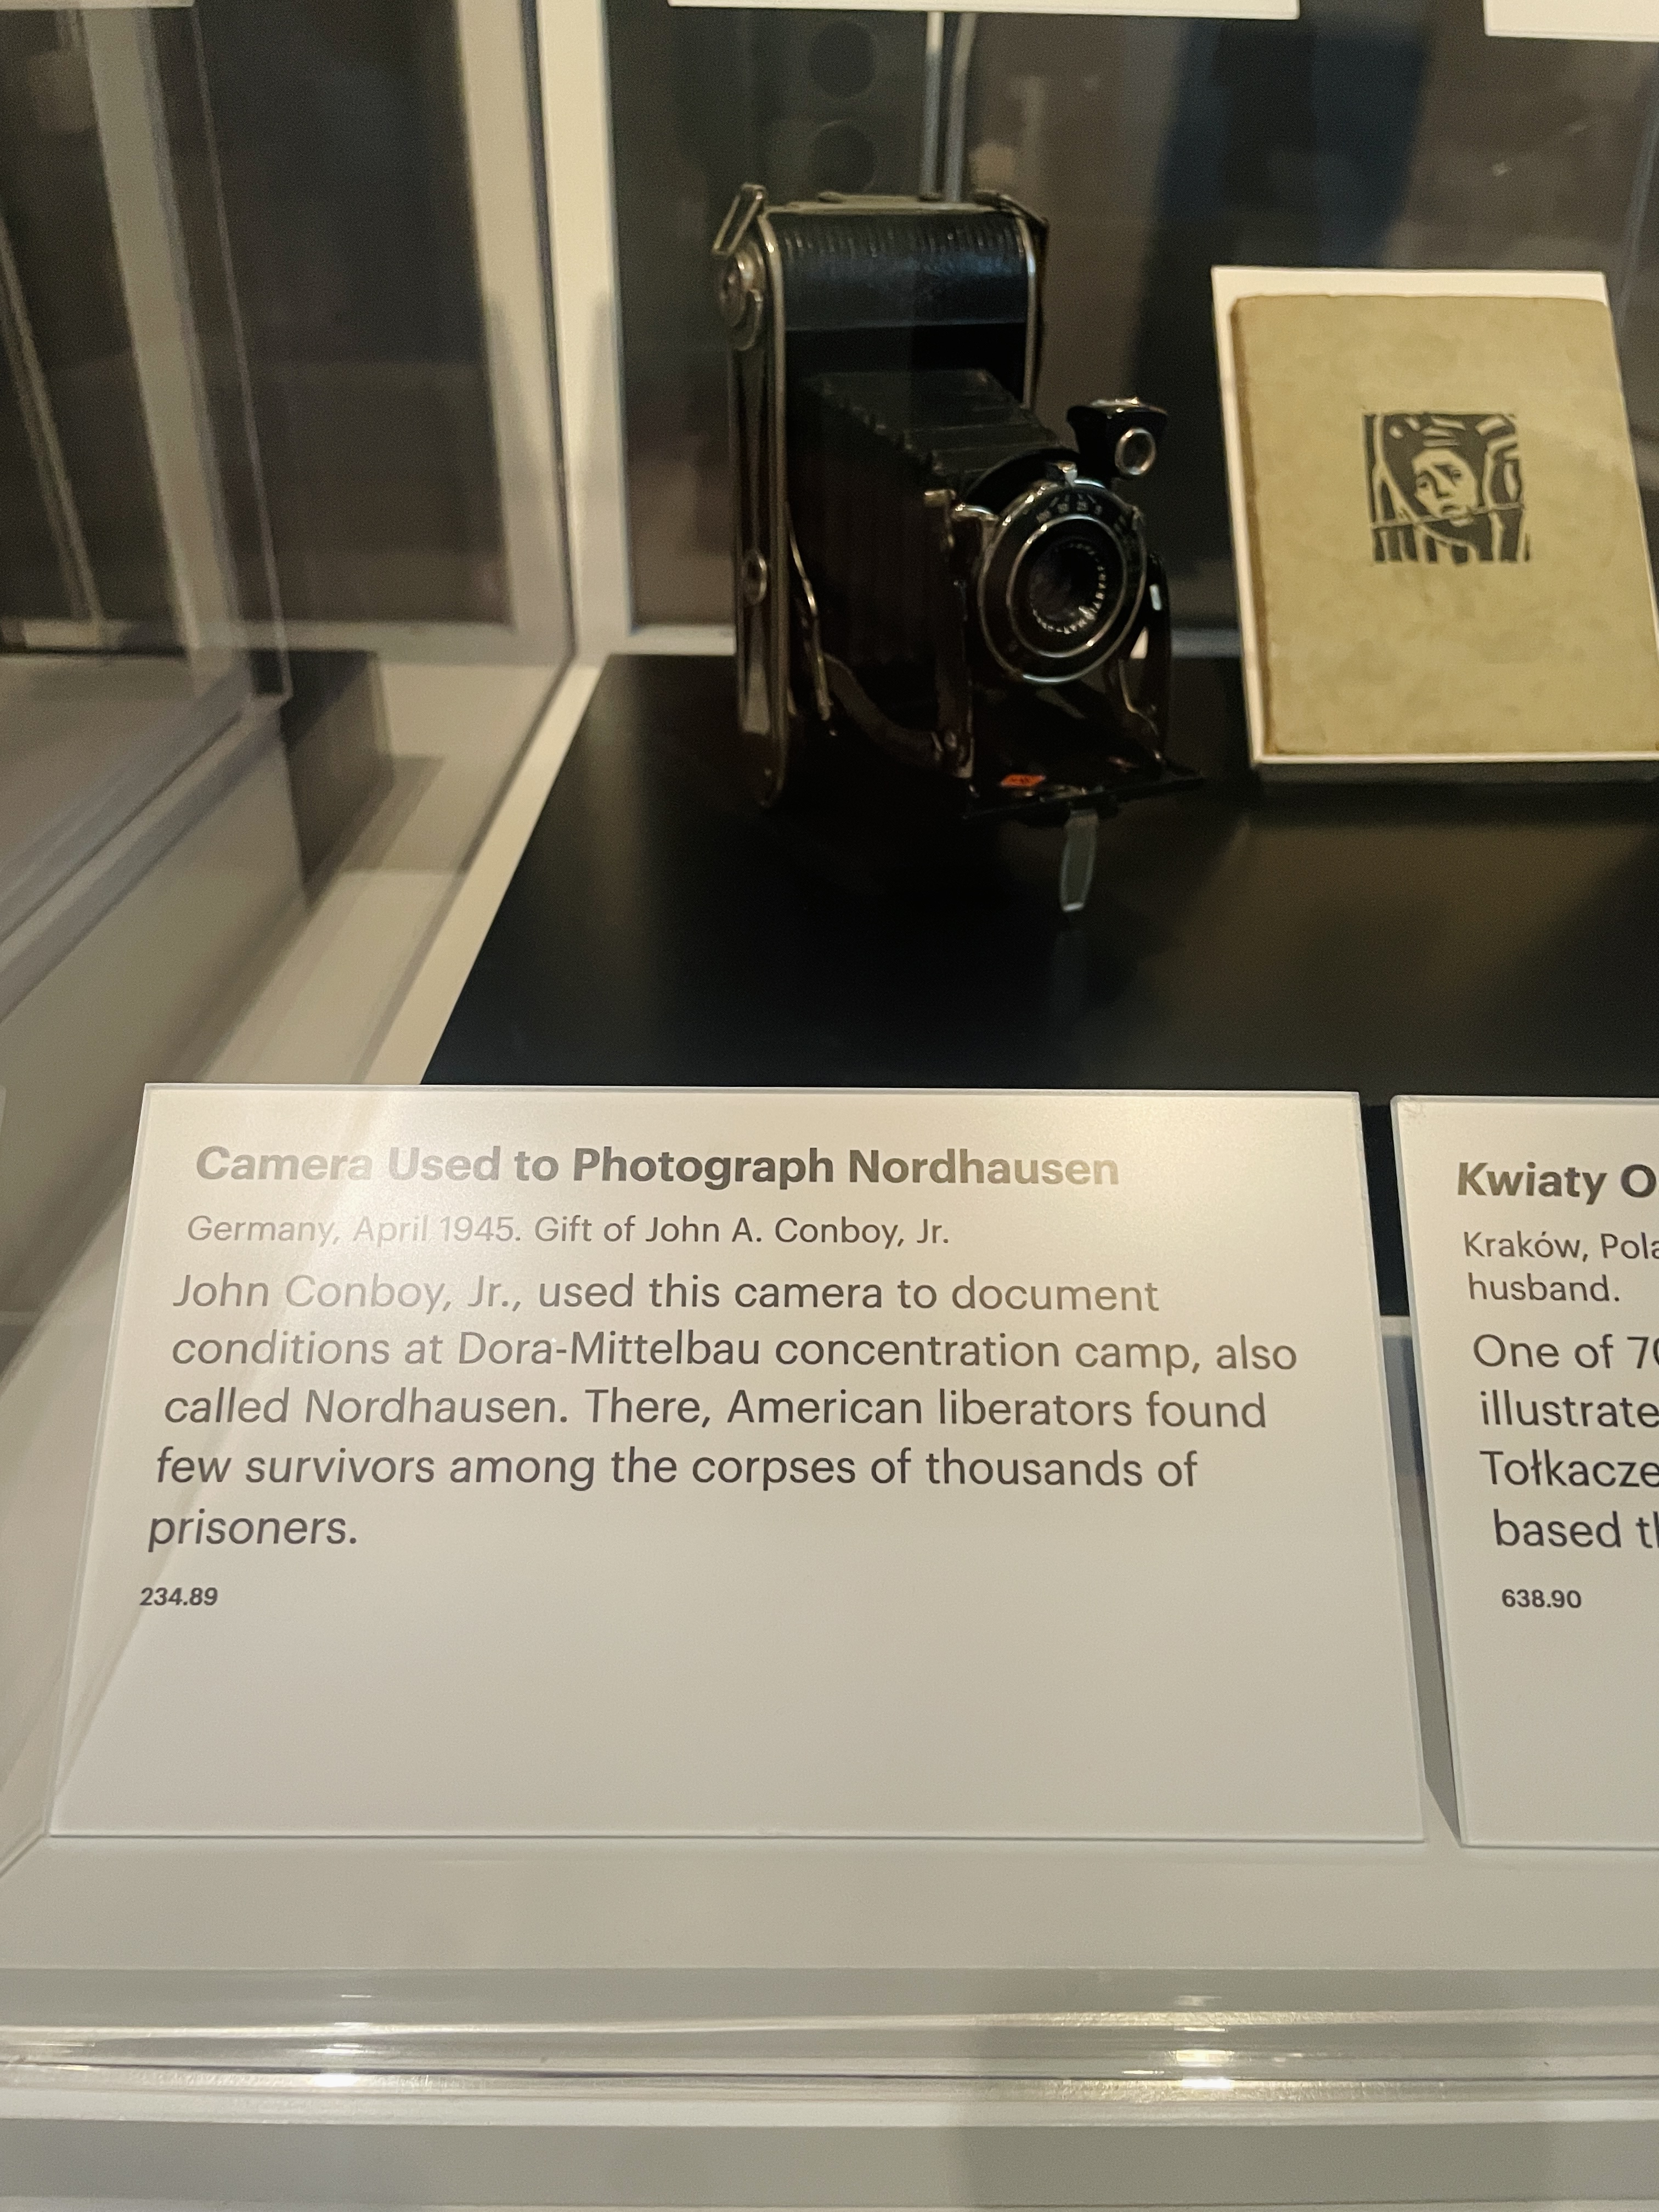 Camera Used to Photograph Nordhausen
Germany, April 1945. Gift of John A. Conboy, Jr.
John Conboy, Jr., used this camera to document
conditions at Dora-Mittelbau concentration camp, also
called Nordhausen. There, American liberators found
few survivors among the corpses of thousands of
prisoners.
234.89
Kwiaty O
Kraków, Pola
husband.
One of 70
illustrate
Tołkacze
based th
638.90